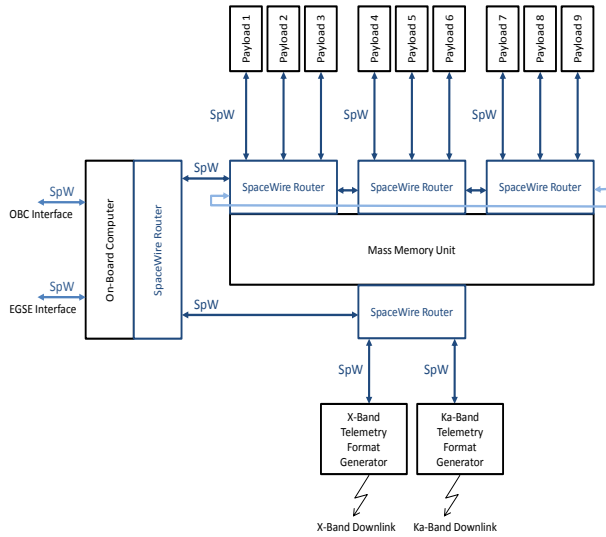 Payload 1
Payload 2
Payload 3
Payload 4
Payload 5
Payload 6
Payload 7
Payload 8
Payload 9
SpW
SpW
SpW
SpW
SpaceWire Router
SpaceWire Router
SpaceWire Router
SpW
OBC Interface
On-Board Computer
SpaceWire Router
Mass Memory Unit
SpW
EGSE Interface
SpW
SpaceWire Router
SpW
SpW
X-Band
Telemetry
Format
Generator
Ka-Band
Telemetry
Format
Generator
X-Band Downlink
Ka-Band Downlink